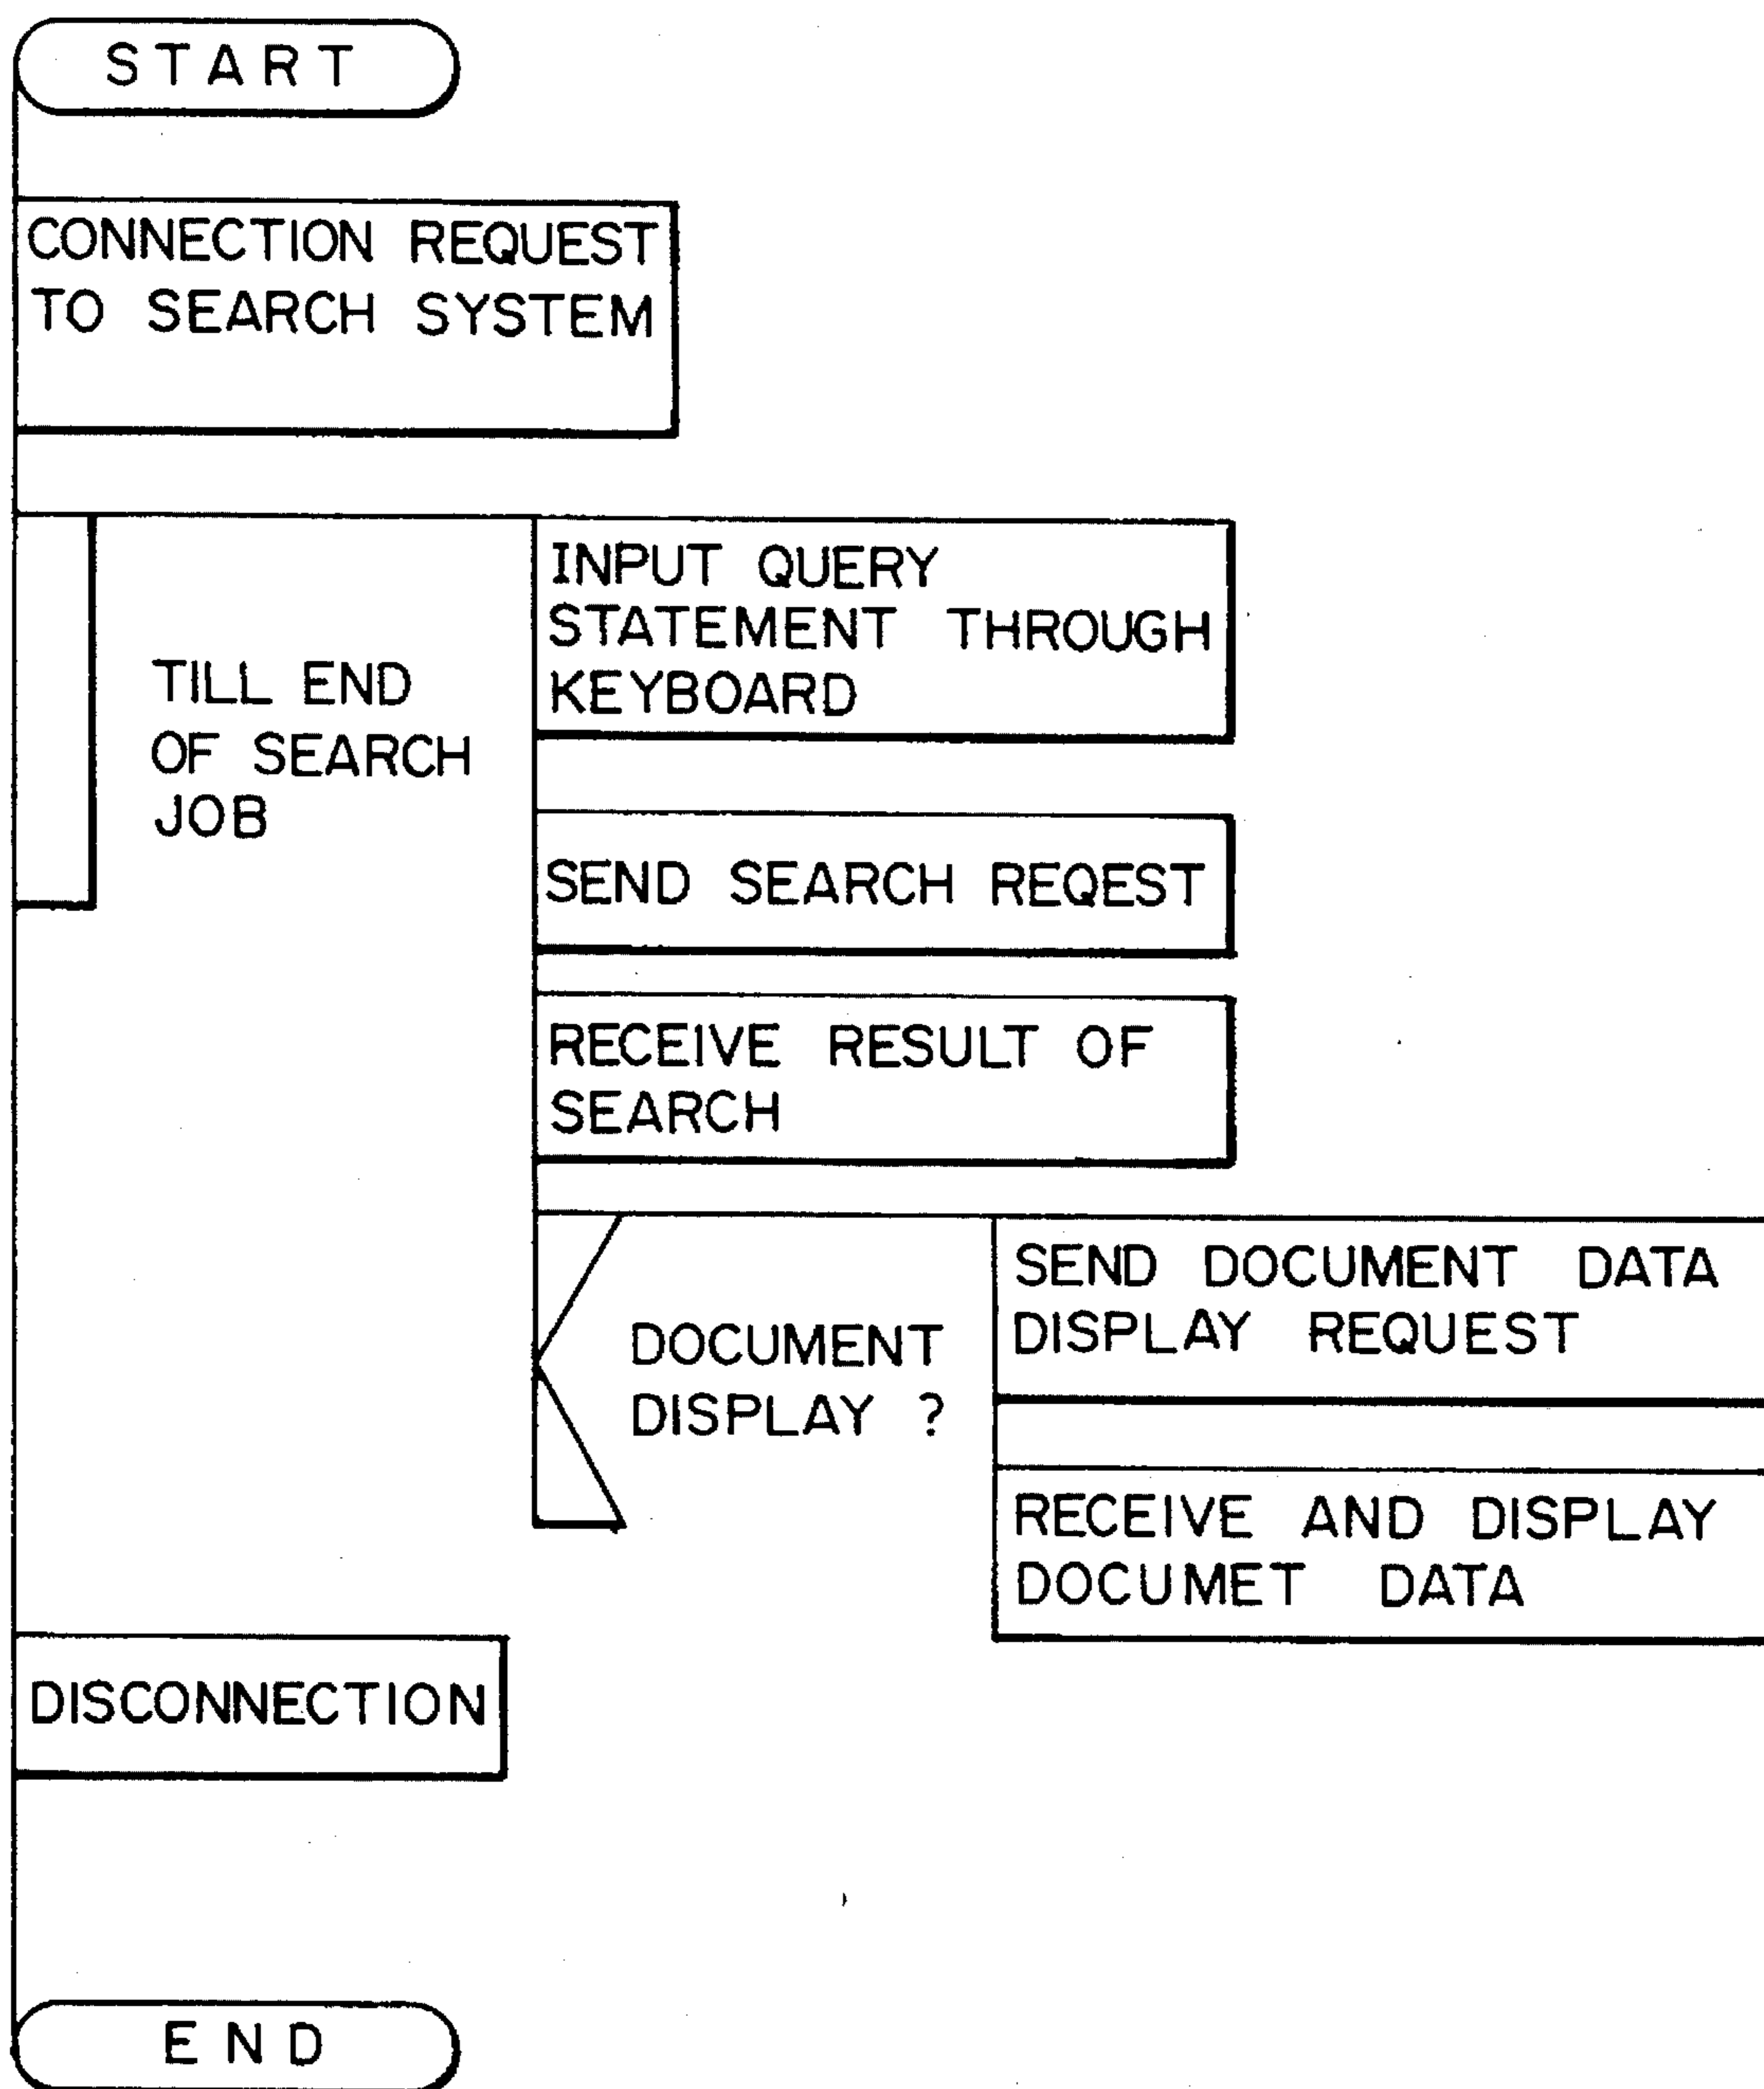 START
CONNECTION REQUEST
TO SEARCH SYSTEM
TILL END
OF SEARCH
JOB
INPUT QUERY
STATEMENT THROUGH
KEYBOARD
SEND SEARCH REQEST
RECEIVE RESULT OF
SEARCH
DOCUMENT
DISPLAY ?
SEND DOCUMENT DATA
DISPLAY REQUEST
RECEIVE AND DISPLAY
DOCUMET DATA
DISCONNECTION
END